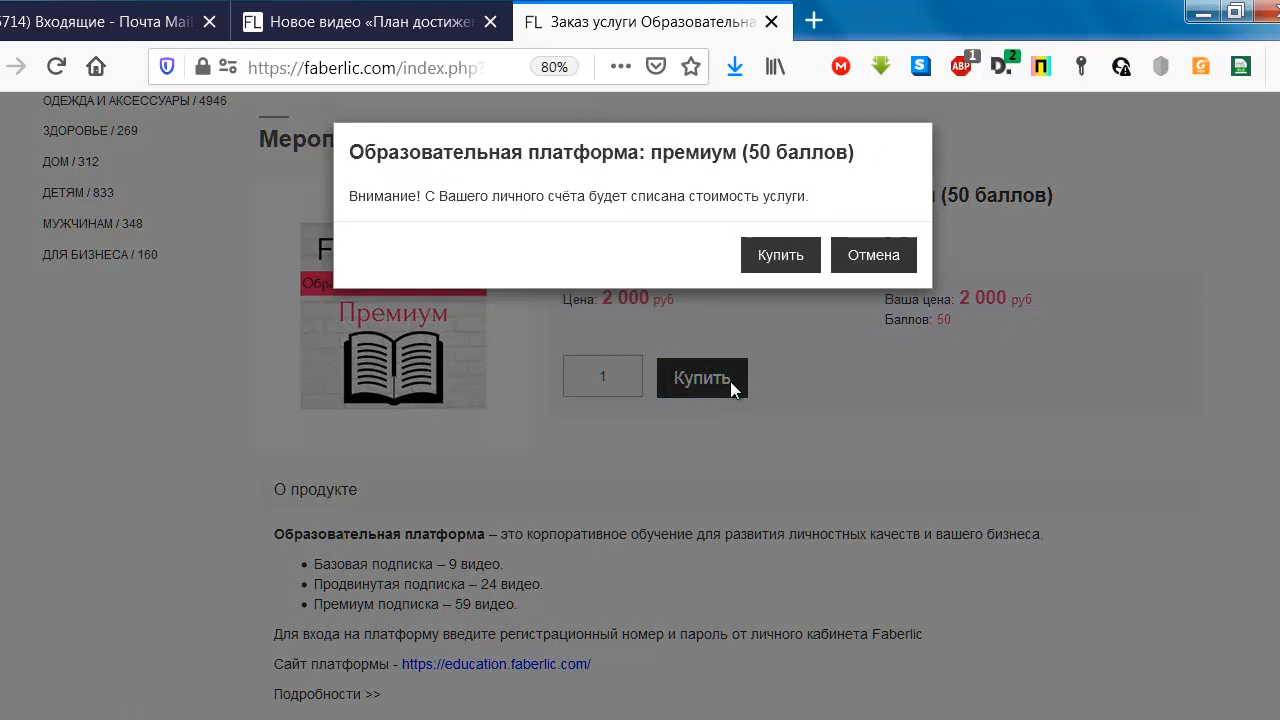 5714) Входящие - Почта Mail
Новое видео «План достиже
Заказ услуги Образовательна
https://faberlic.com/index.php?
80%
ABP
1
2
ОДЕЖДА И АКСЕССУАРЫ / 4946
ЗДОРОВЬЕ / 269
ДОМ / 312
ДЕТЯМ / 833
МУЖЧИНАМ / 348
ДЛЯ БИЗНЕСА / 160
Мероп
Образовательная платформа: премиум (50 баллов)
Внимание! С Вашего личного счёта будет списана стоимость услуги.
Купить
Отмена
(50 баллов)
F
Обра
Премиум
Цена: 2 000 руб
Ваша цена: 2 000 руб
Баллов: 50
1
Купить
О продукте
Образовательная платформа – это корпоративное обучение для развития личностных качеств и вашего бизнеса.
Базовая подписка – 9 видео.
Продвинутая подписка – 24 видео.
Премиум подписка – 59 видео.
Для входа на платформу введите регистрационный номер и пароль от личного кабинета Faberlic
Сайт платформы - https://education.faberlic.com/
Подробности >>